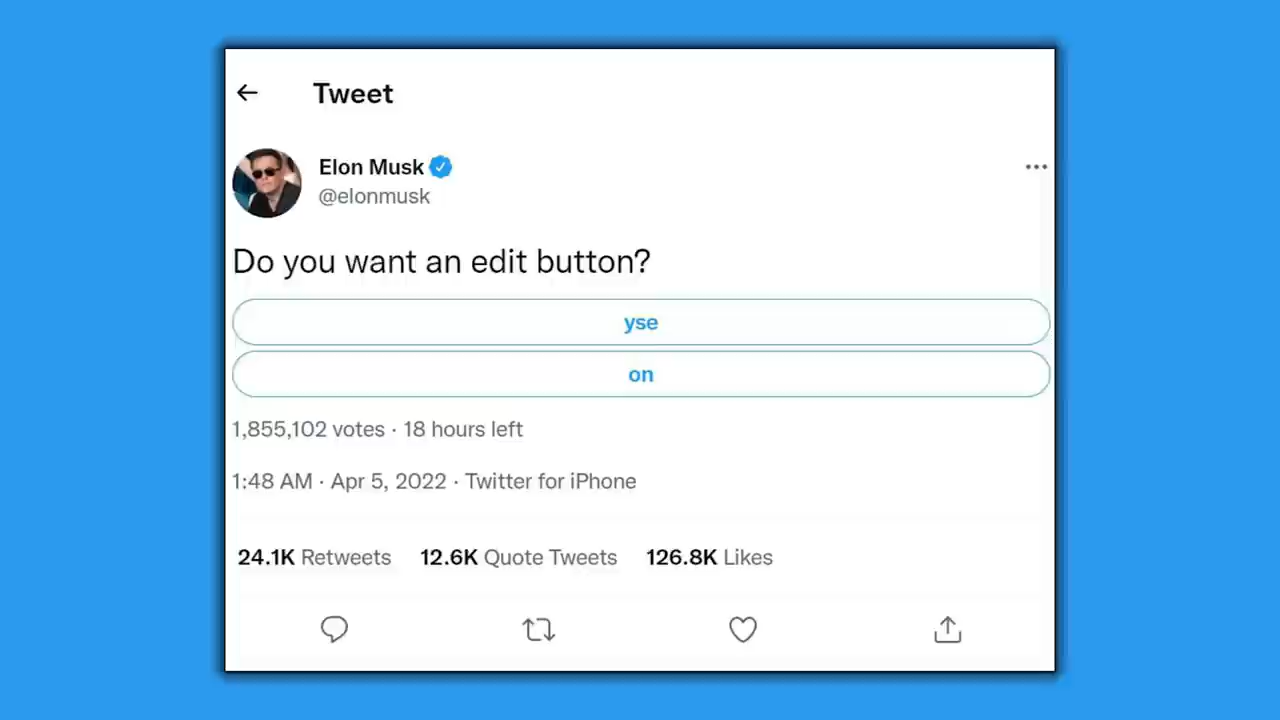 Tweet
Elon Musk
@elonmusk
Do you want an edit button?
yse
on
1,855,102 votes · 18 hours left
1:48 AM · Apr 5, 2022 · Twitter for iPhone
24.1K Retweets 12.6K Quote Tweets 126.8K Likes